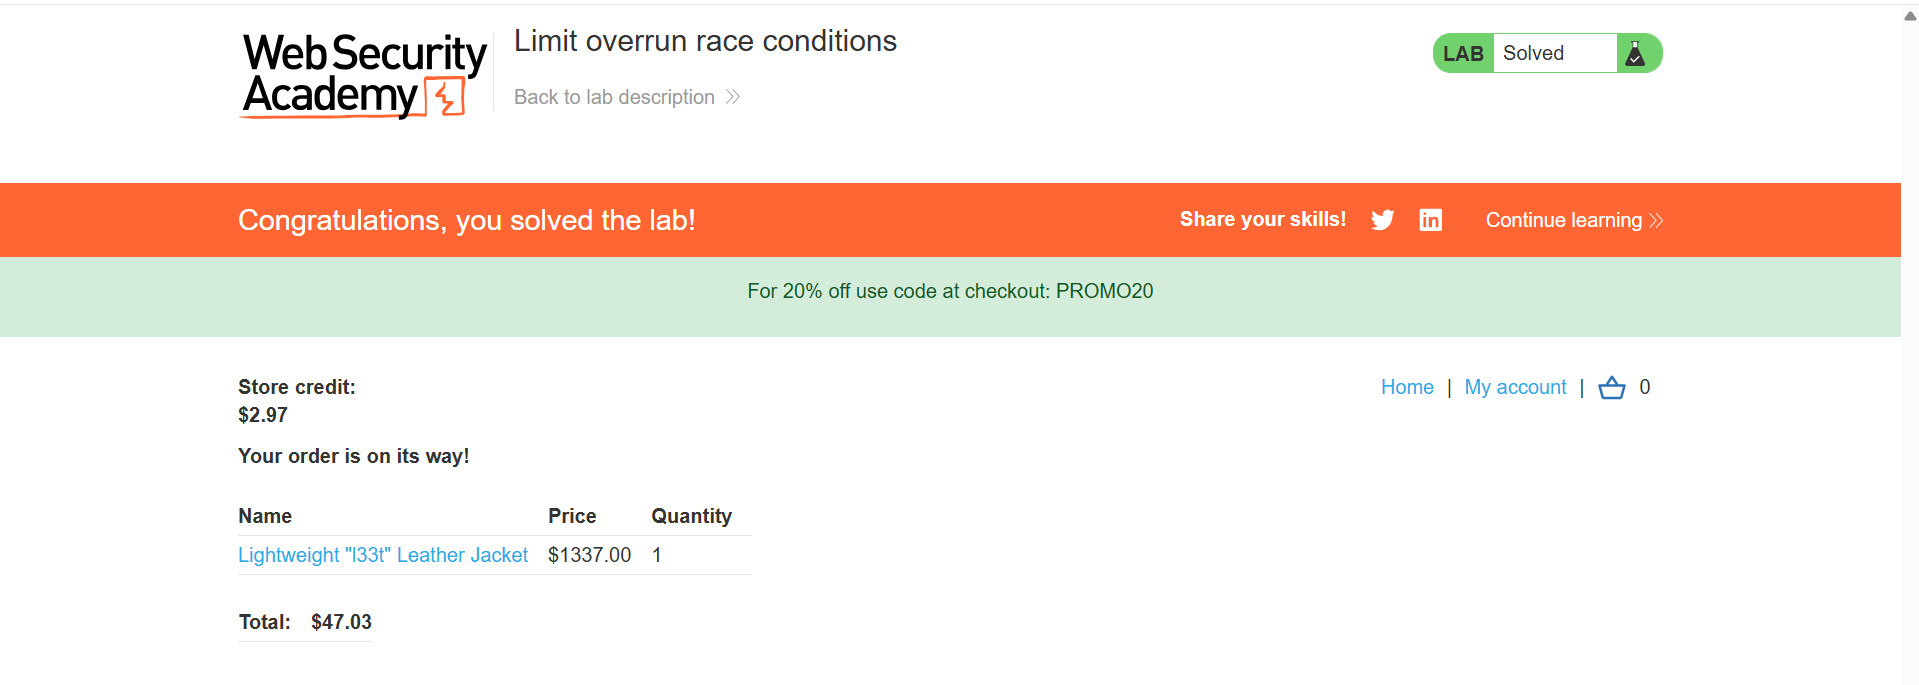 Web Security
Academy
Limit overrun race conditions
Back to lab description
LAB Solved
Congratulations, you solved the lab!
Share your skills!
Continue learning
For 20% off use code at checkout: PROMO20
Store credit:
$2.97
Home | My account | 0
Your order is on its way!
Name Price Quantity
Lightweight "l33t" Leather Jacket $1337.00 1
Total: $47.03